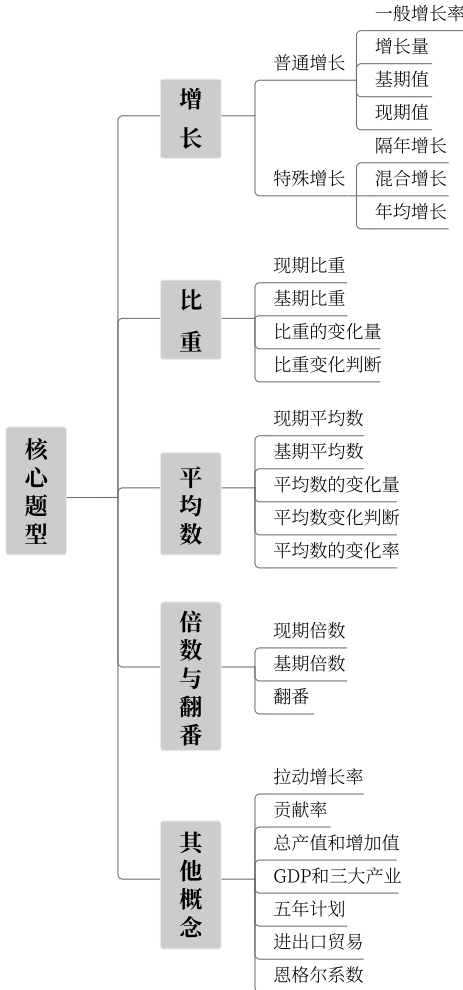 核心题型
增长
普通增长
一般增长率
增长量
基期值
现期值
特殊增长
隔年增长
混合增长
年均增长
比重
现期比重
基期比重
比重的变化量
比重变化判断
平均数
现期平均数
基期平均数
平均数的变化量
平均数变化判断
平均数的变化率
倍数与翻番
现期倍数
基期倍数
翻番
其他概念
拉动增长率
贡献率
总产值和增加值
GDP和三大产业
五年计划
进出口贸易
恩格尔系数